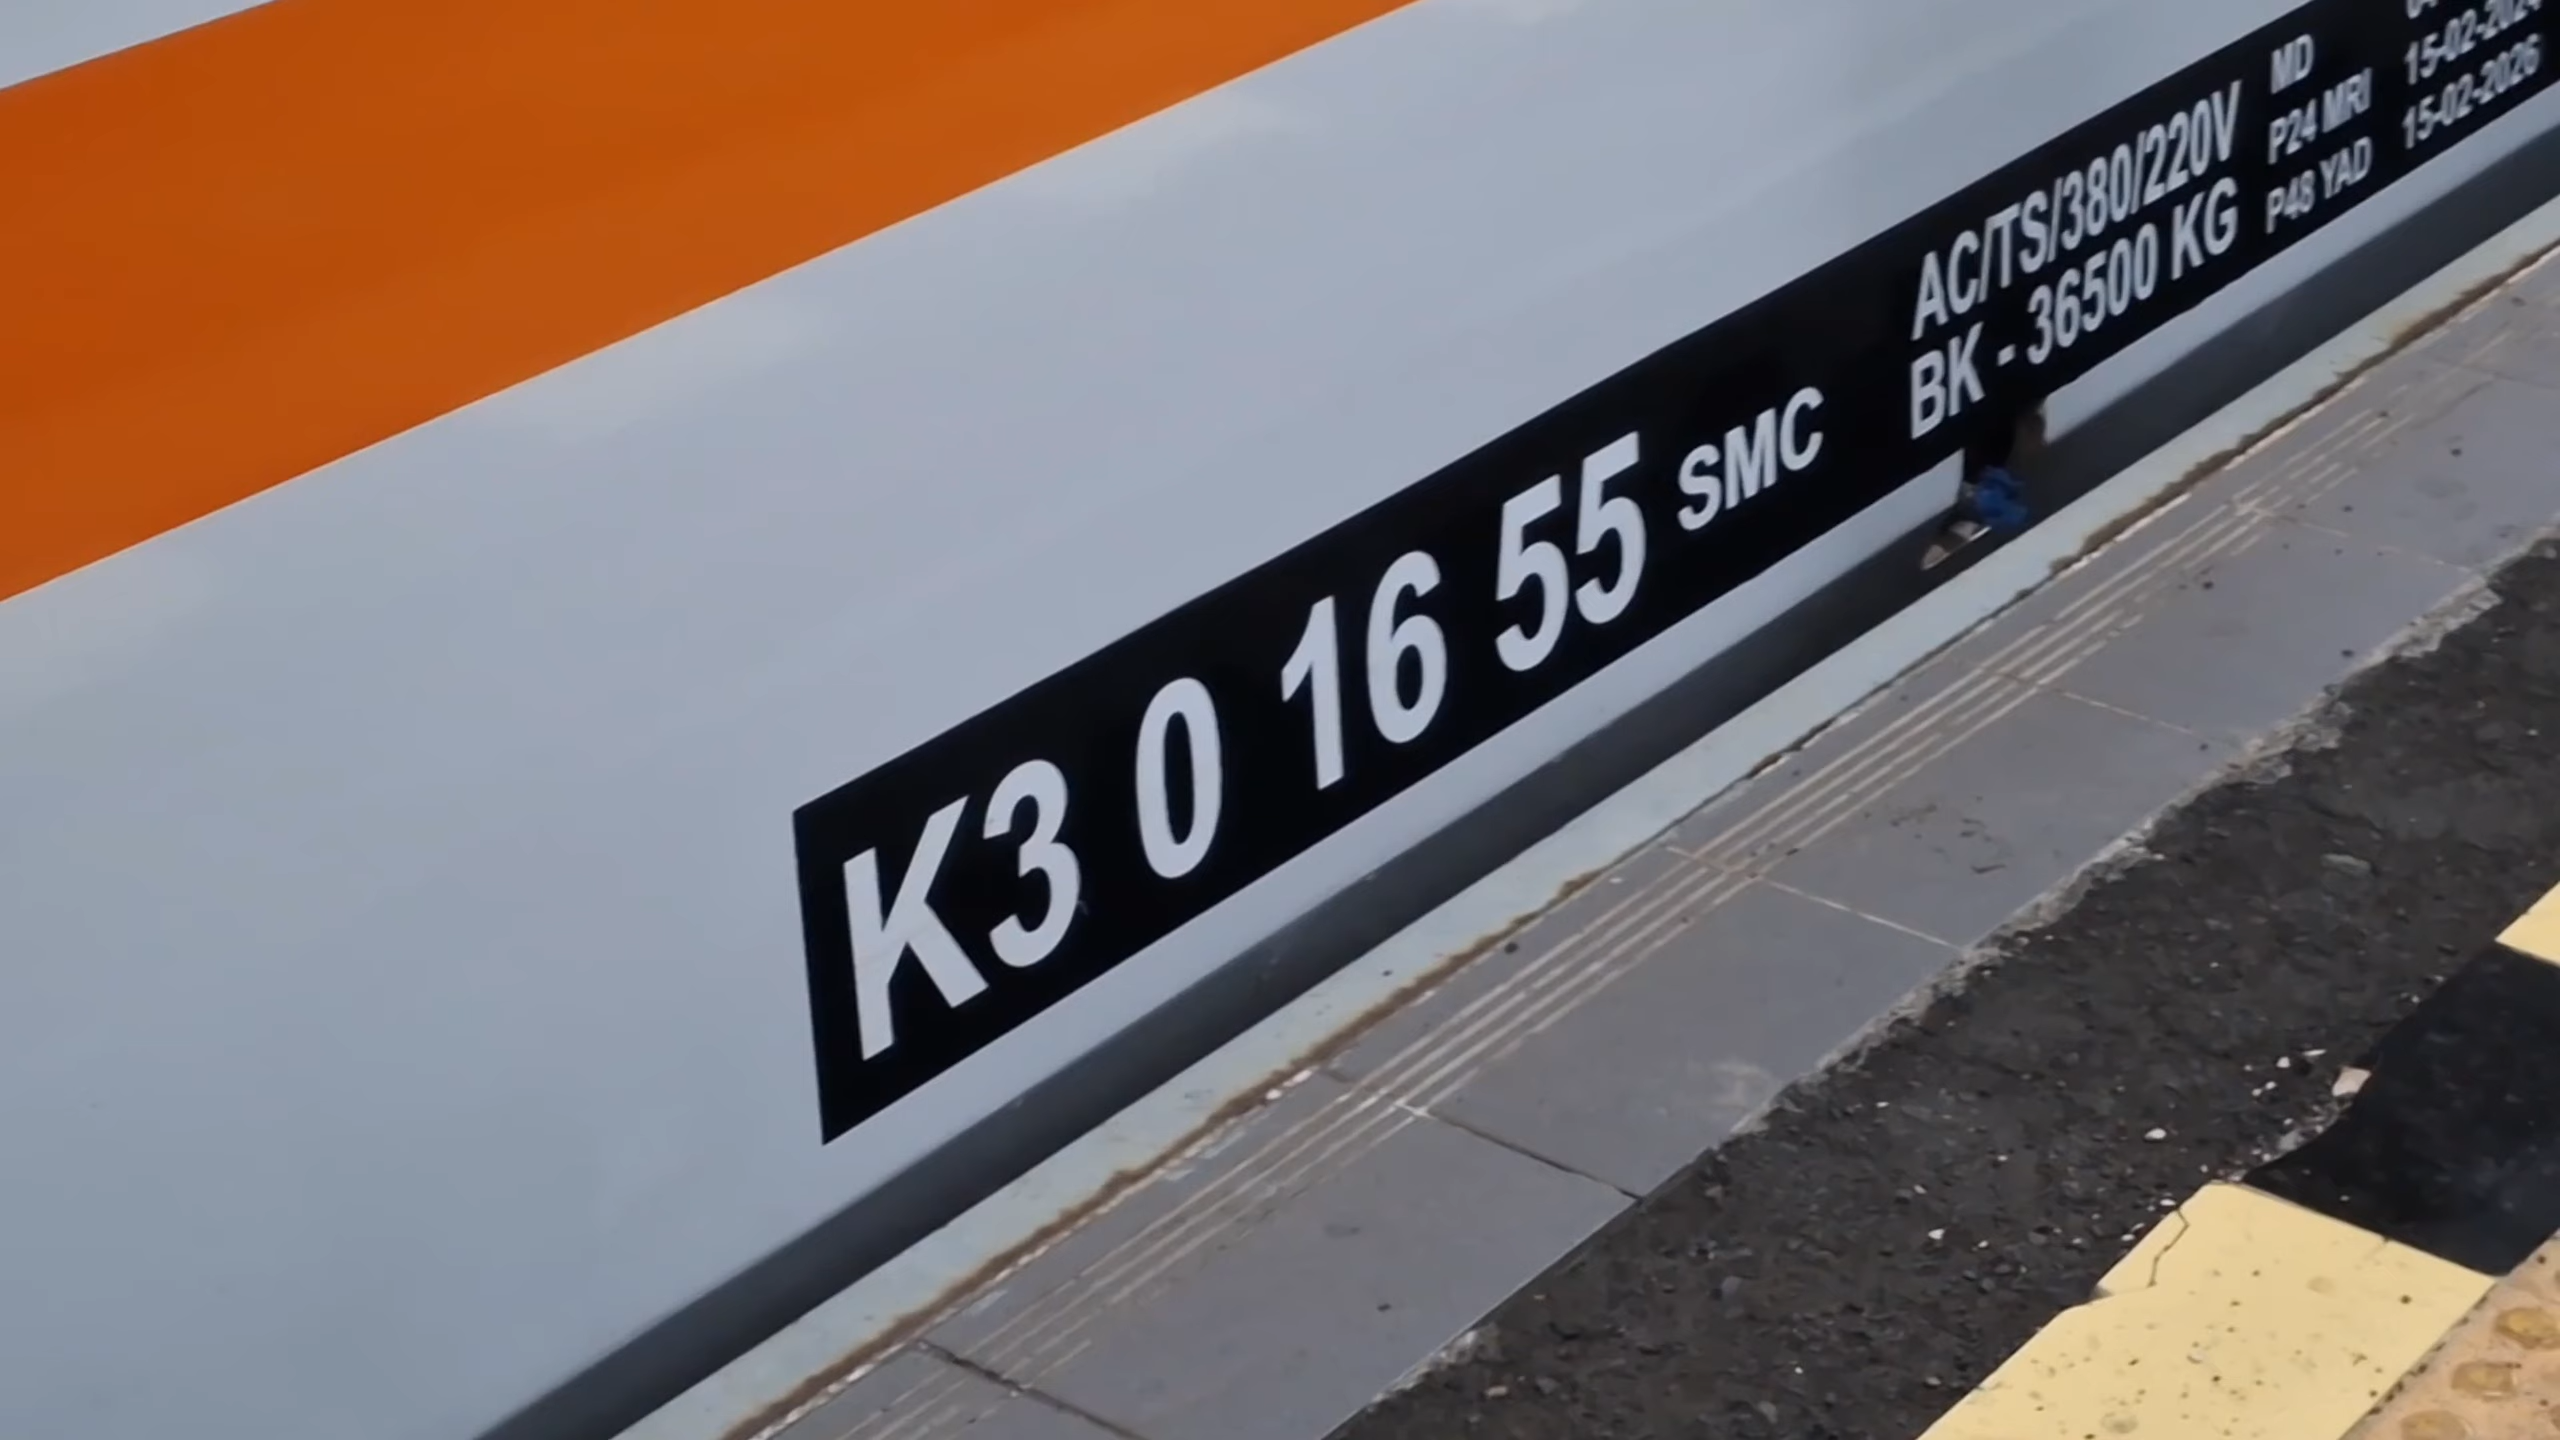 K3 0 16 55 SMC
AC/TS/380/220V
BK - 36500 KG
MD
P24 MRI 15-02-2024
P48 YAD 15-02-2026